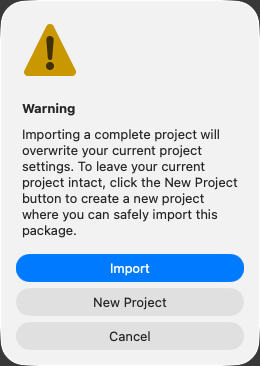 Warning
Importing a complete project will
overwrite your current project
settings. To leave your current
project intact, click the New Project
button to create a new project
where you can safely import this
package.
Import
New Project
Cancel